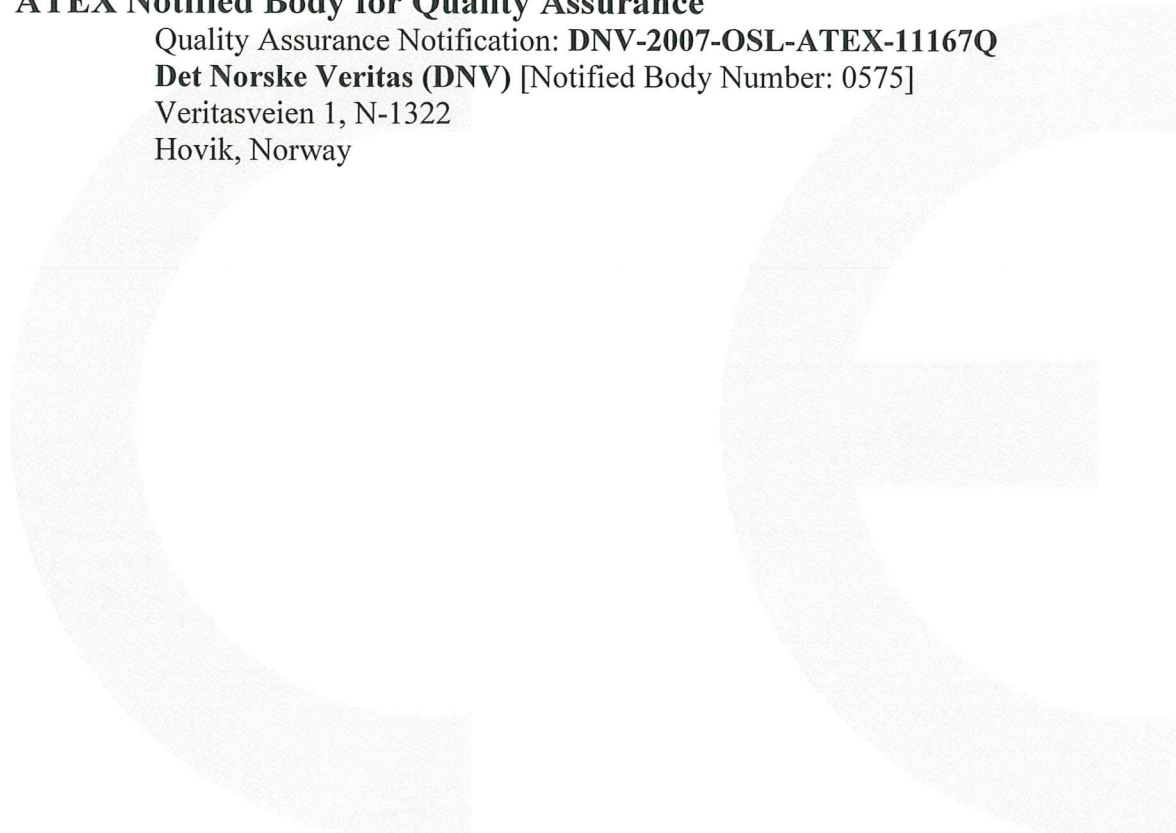 ATEX Notified Body for Quality Assurance
Quality Assurance Notification: DNV-2007-OSL-ATEX-11167Q
Det Norske Veritas (DNV) [Notified Body Number: 0575]
Veritasveien 1, N-1322
Hovik, Norway